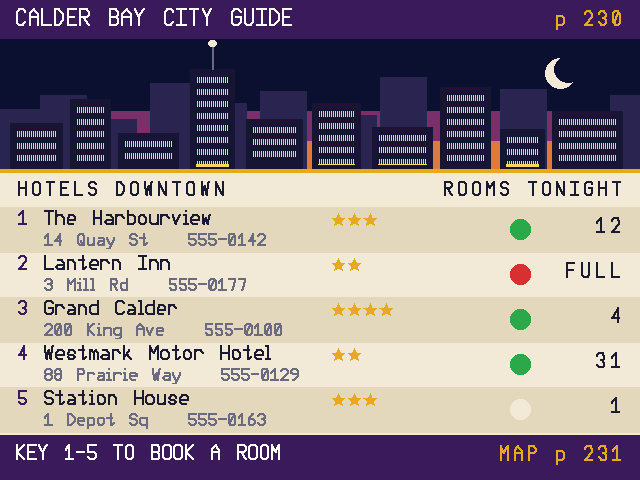 CALDER BAY CITY GUIDE p 230
HOTELS DOWNTOWN ROOMS TONIGHT
1 The Harbourview 12
14 Quay St 555-0142
2 Lantern Inn FULL
3 Mill Rd 555-0177
3 Grand Calder 4
200 King Ave 555-0100
4 Westmark Motor Hotel 31
88 Prairie Way 555-0129
5 Station House 1
1 Depot Sq 555-0163
KEY 1-5 TO BOOK A ROOM MAP p 231